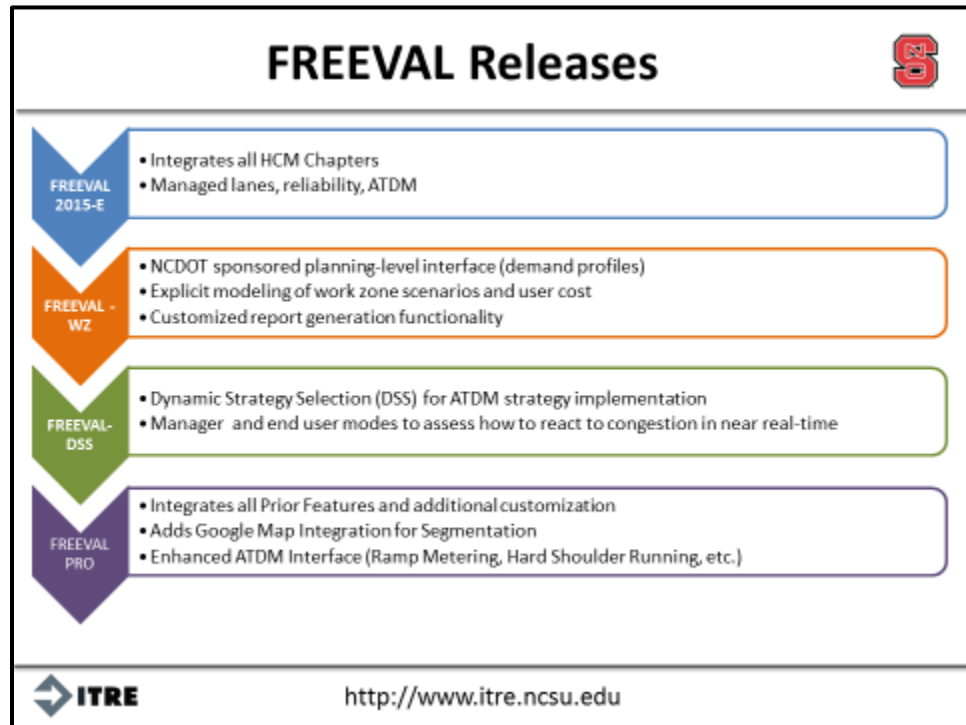 FREEVAL Releases
NC
S
FREEVAL
2015-E
• Integrates all HCM Chapters
• Managed lanes, reliability, ATDM
FREEVAL -
WZ
• NCDOT sponsored planning-level interface (demand profiles)
• Explicit modeling of work zone scenarios and user cost
• Customized report generation functionality
FREEVAL-
DSS
• Dynamic Strategy Selection (DSS) for ATDM strategy implementation
• Manager  and end user modes to assess how to react to congestion in near real-time
FREEVAL
PRO
• Integrates all Prior Features and additional customization
• Adds Google Map Integration for Segmentation
• Enhanced ATDM Interface (Ramp Metering, Hard Shoulder Running, etc.)
ITRE
http://www.itre.ncsu.edu